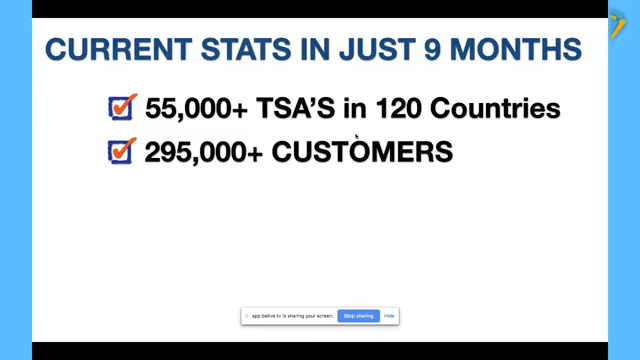 CURRENT STATS IN JUST 9 MONTHS
55,000+ TSA'S in 120 Countries
295,000+ CUSTOMERS
app.belive.tv is sharing your screen. Stop sharing Hide